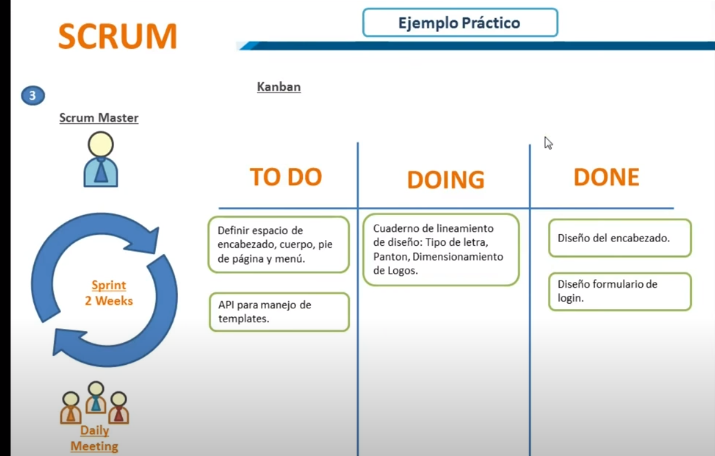 SCRUM
Ejemplo Práctico
3
Kanban
Scrum Master
TO DO
DOING
DONE
Definir espacio de
encabezado, cuerpo, pie
de página y menú.
Cuaderno de lineamiento
de diseño: Tipo de letra,
Panton, Dimensionamiento
de Logos.
Diseño del encabezado.
Diseño formulario de
login.
API para manejo de
templates.
Sprint
2 Weeks
Daily
Meeting